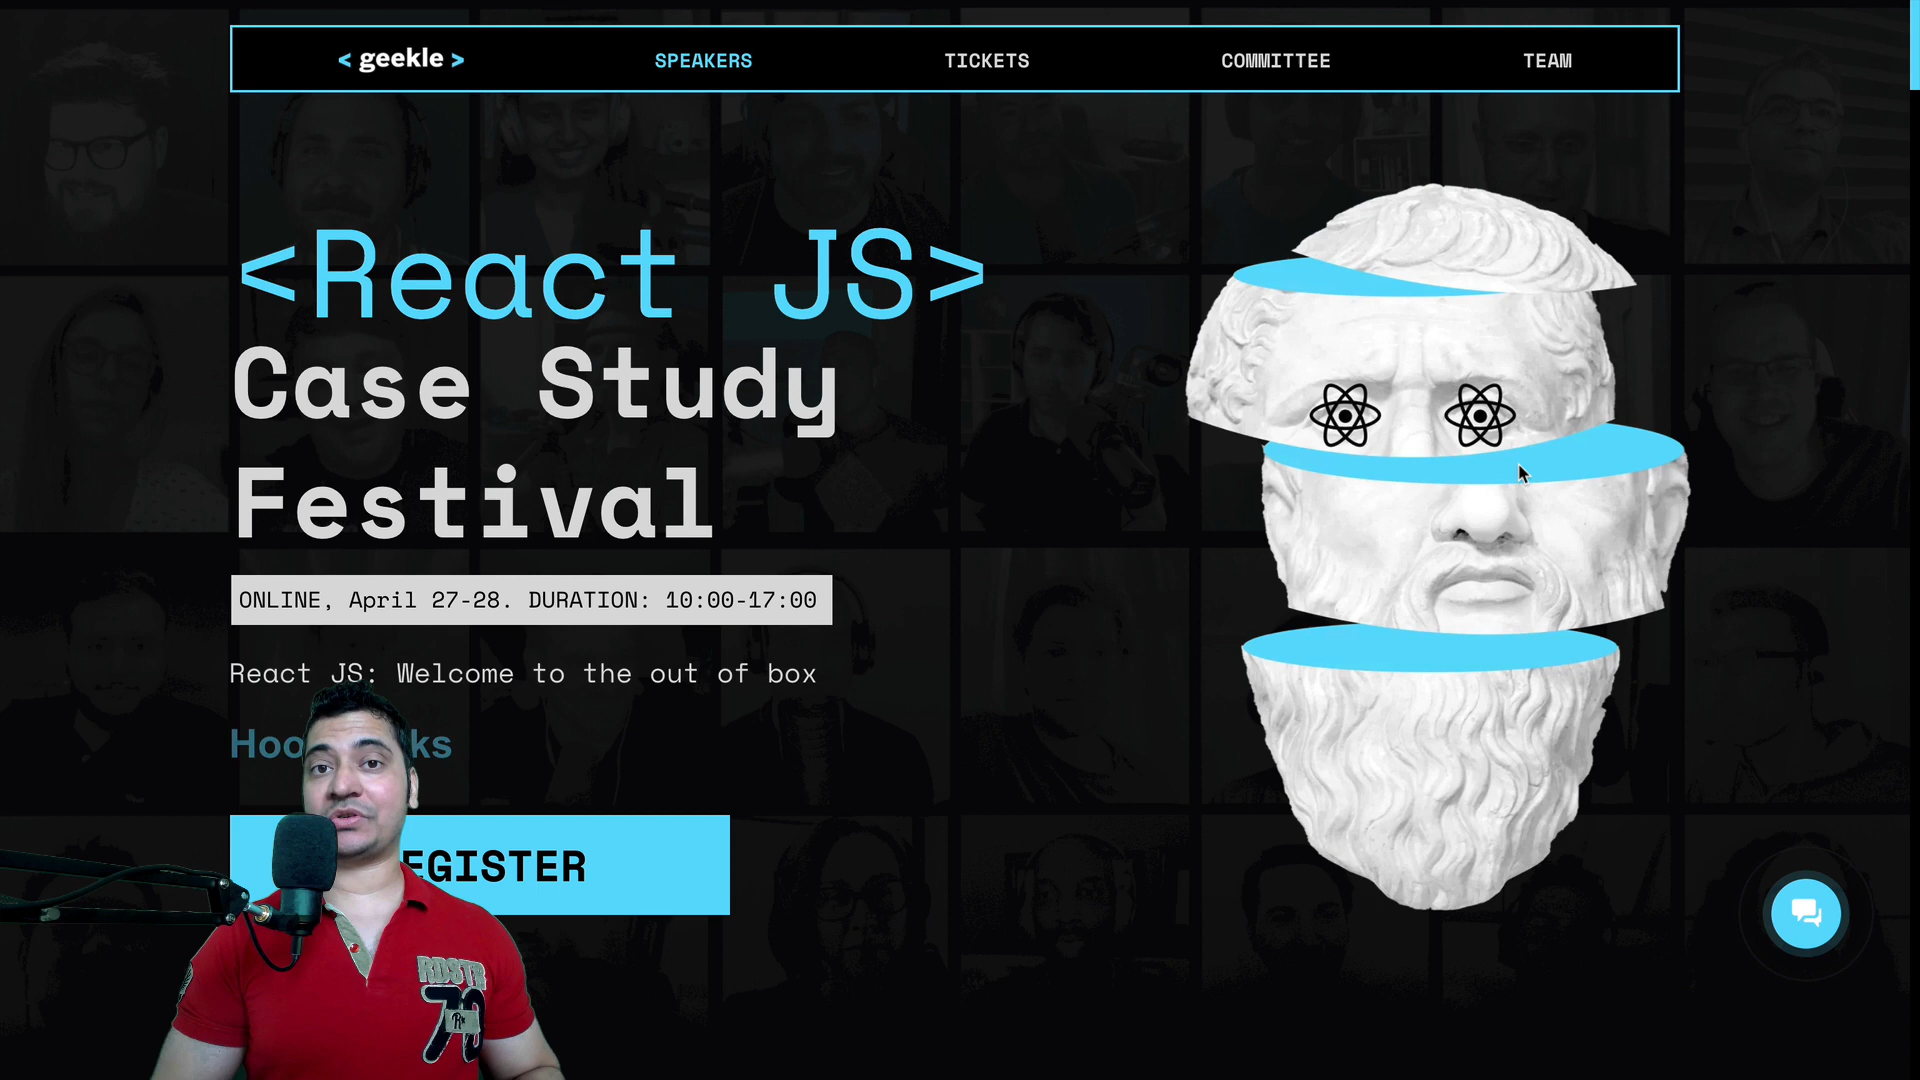 < geekle >
SPEAKERS
TICKETS
COMMITTEE
TEAM
<React JS>
Case Study
Festival
ONLINE, April 27-28. DURATION: 10:00-17:00
React JS: Welcome to the out of box
EGISTER
RDSTR
70